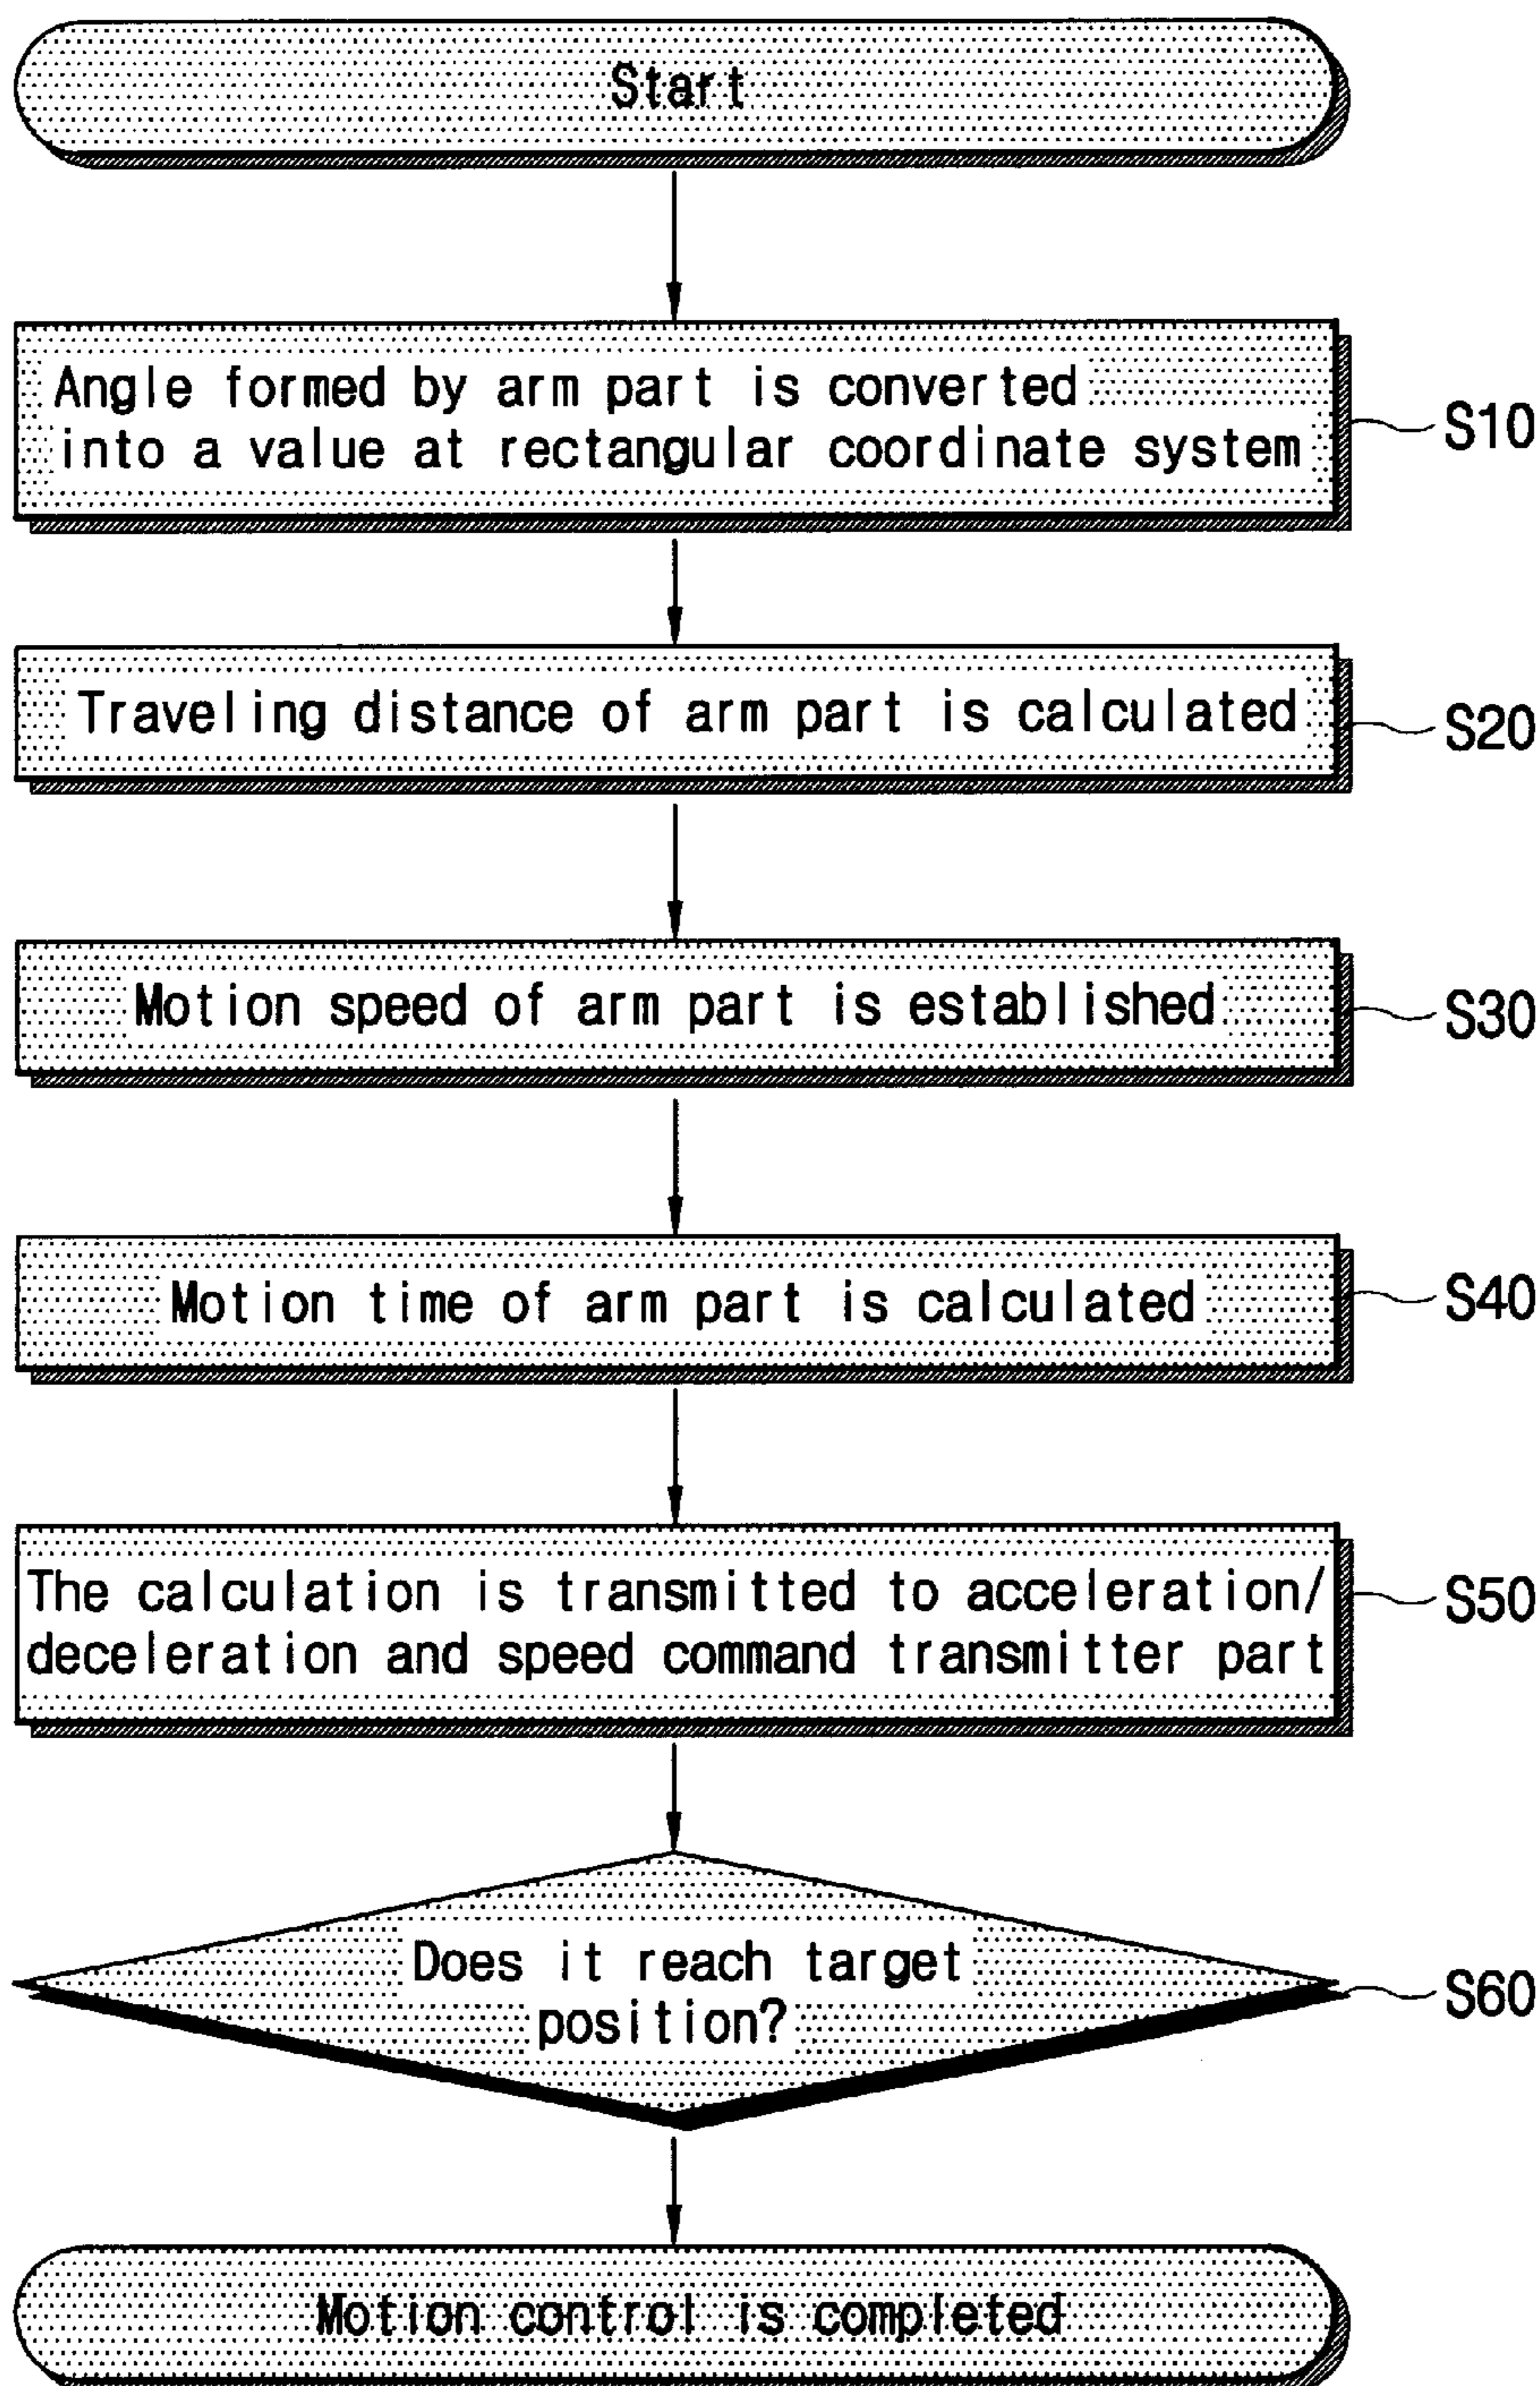 Start
Angle formed by arm part is converted
into a value at rectangular coordinate system
S10
Traveling distance of arm part is calculated
S20
Motion speed of arm part is established
S30
Motion time of arm part is calculated
S40
The calculation is transmitted to acceleration/
deceleration and speed command transmitter part
S50
Does it reach target
position?
S60
Motion control is completed